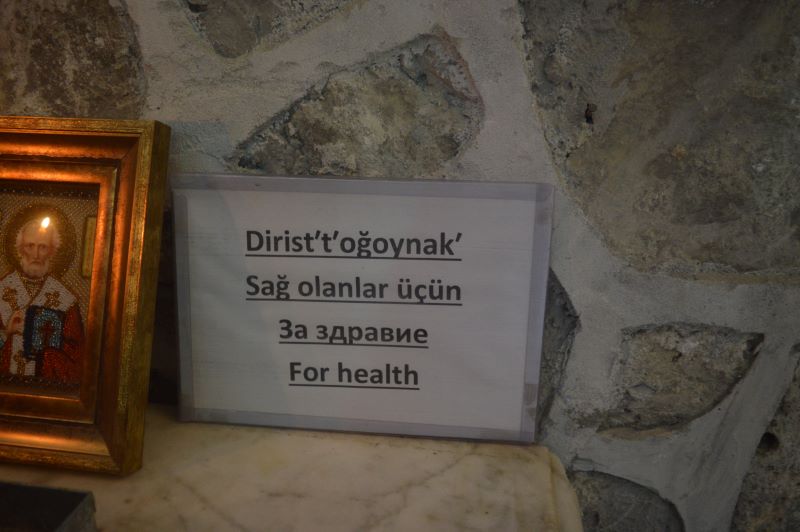 Dirist’t’oğoynak’
Sağ olanlar üçün
За здравие
For health